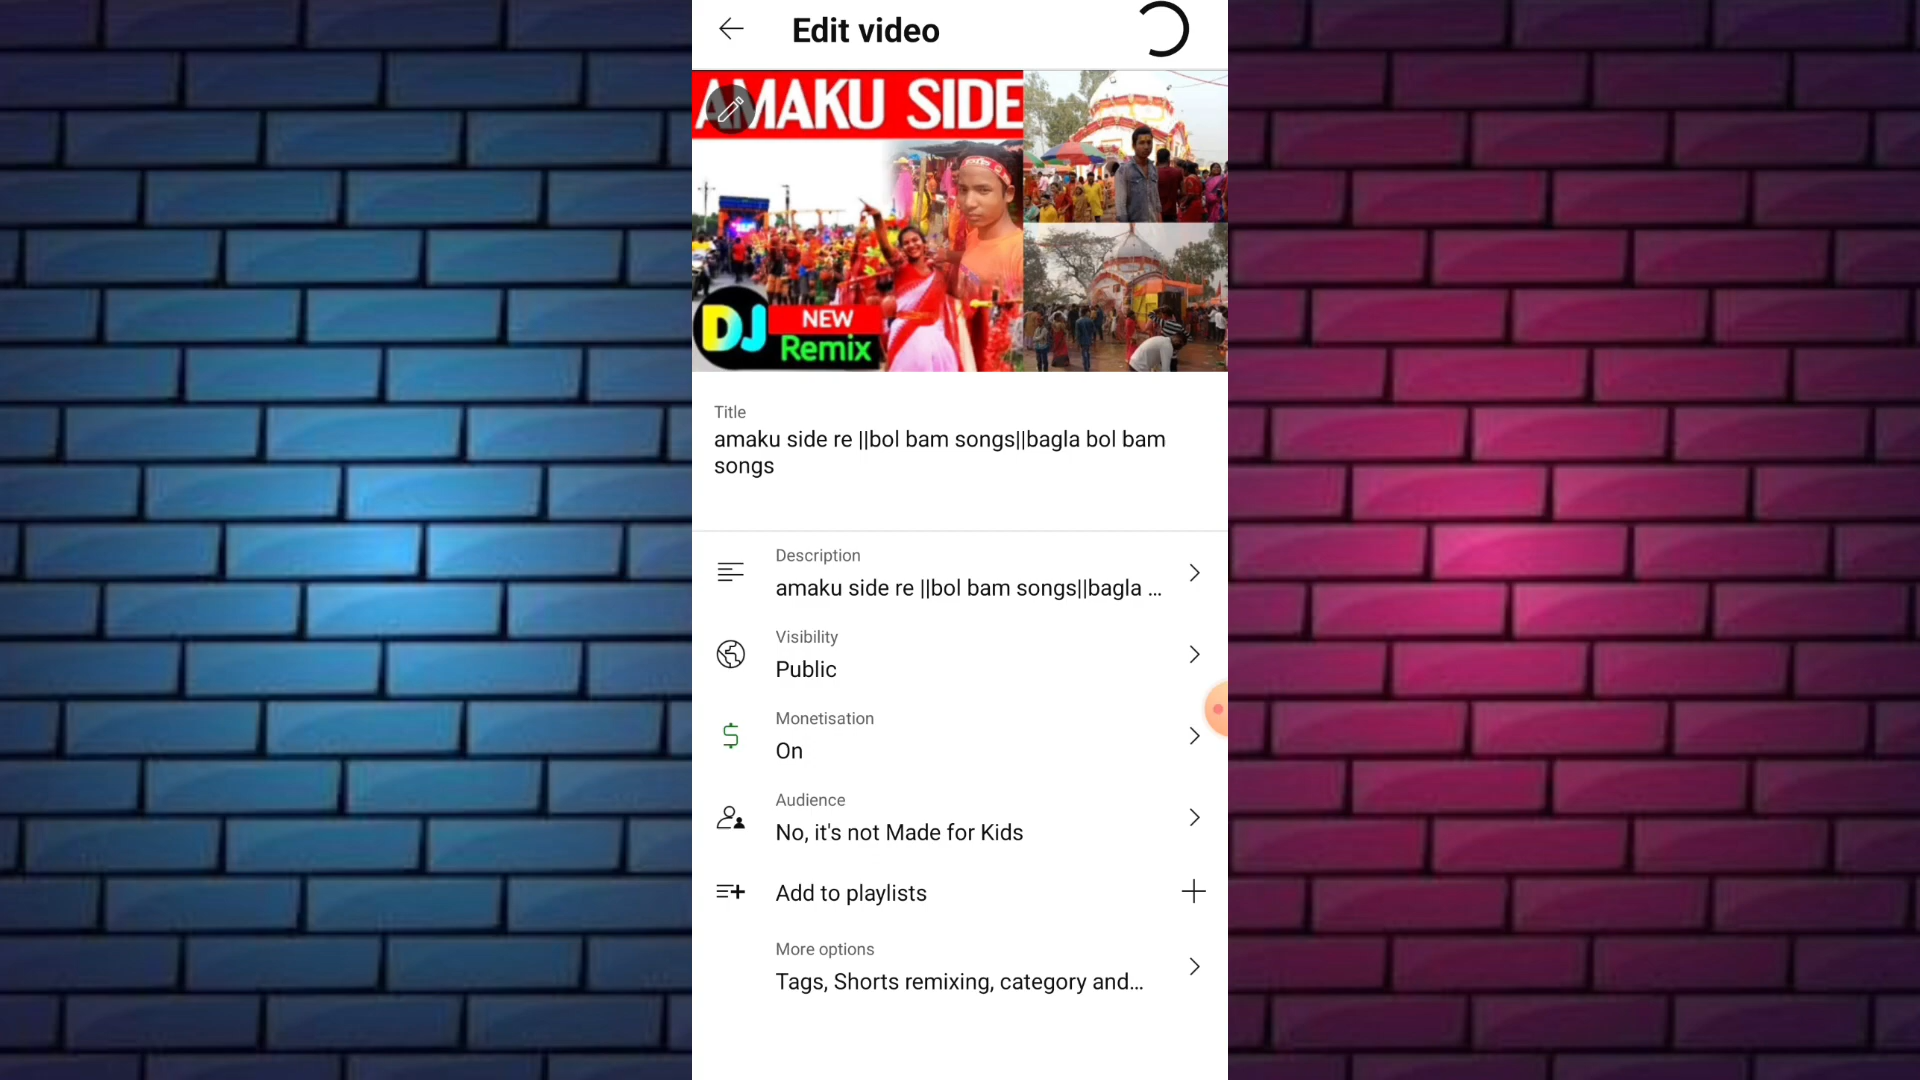 Edit video
AMAKU SIDE
DJ
NEW
Remix
Title
amaku side re ||bol bam songs||bagla bol bam
songs
Description
amaku side re ||bol bam songs||bagla ...
Visibility
Public
Monetisation
On
Audience
No, it's not Made for Kids
Add to playlists
More options
Tags, Shorts remixing, category and...